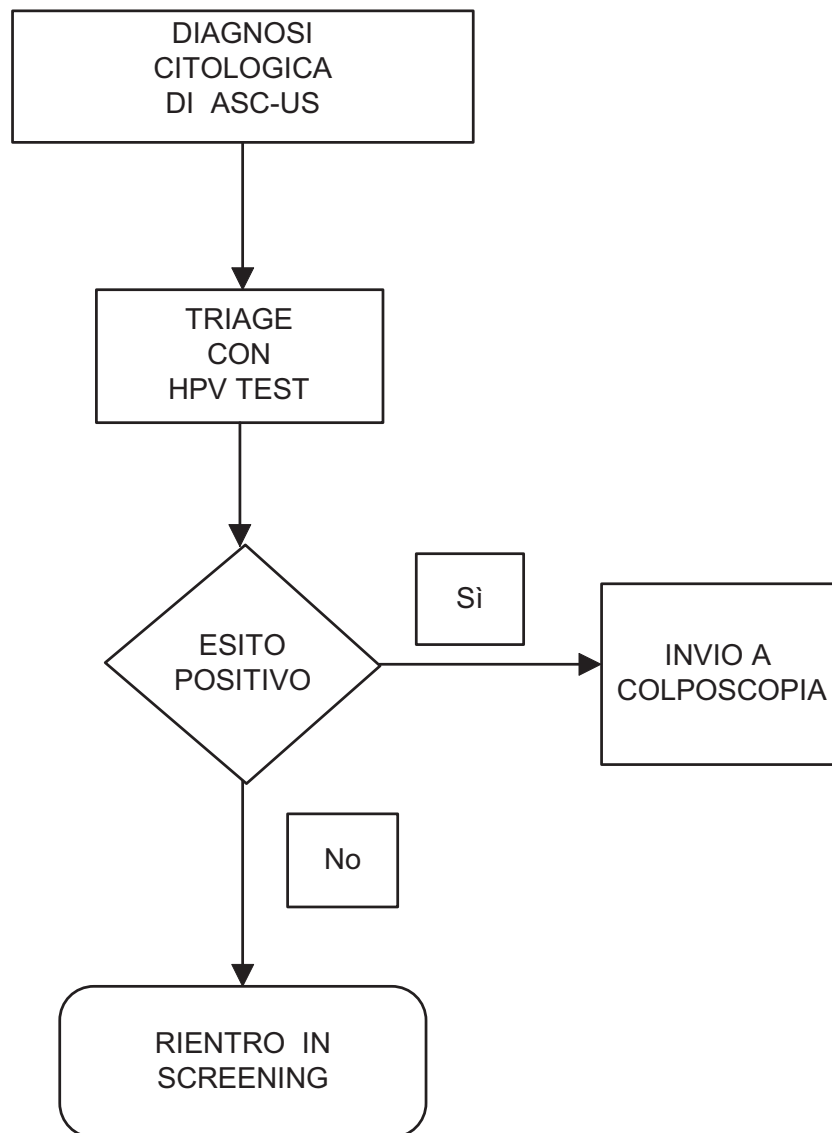 DIAGNOSI
CITOLOGICA
DI ASC-US
TRIAGE
CON
HPV TEST
ESITO
POSITIVO
Sì
INVIO A
COLPOSCOPIA
No
RIENTRO IN
SCREENING